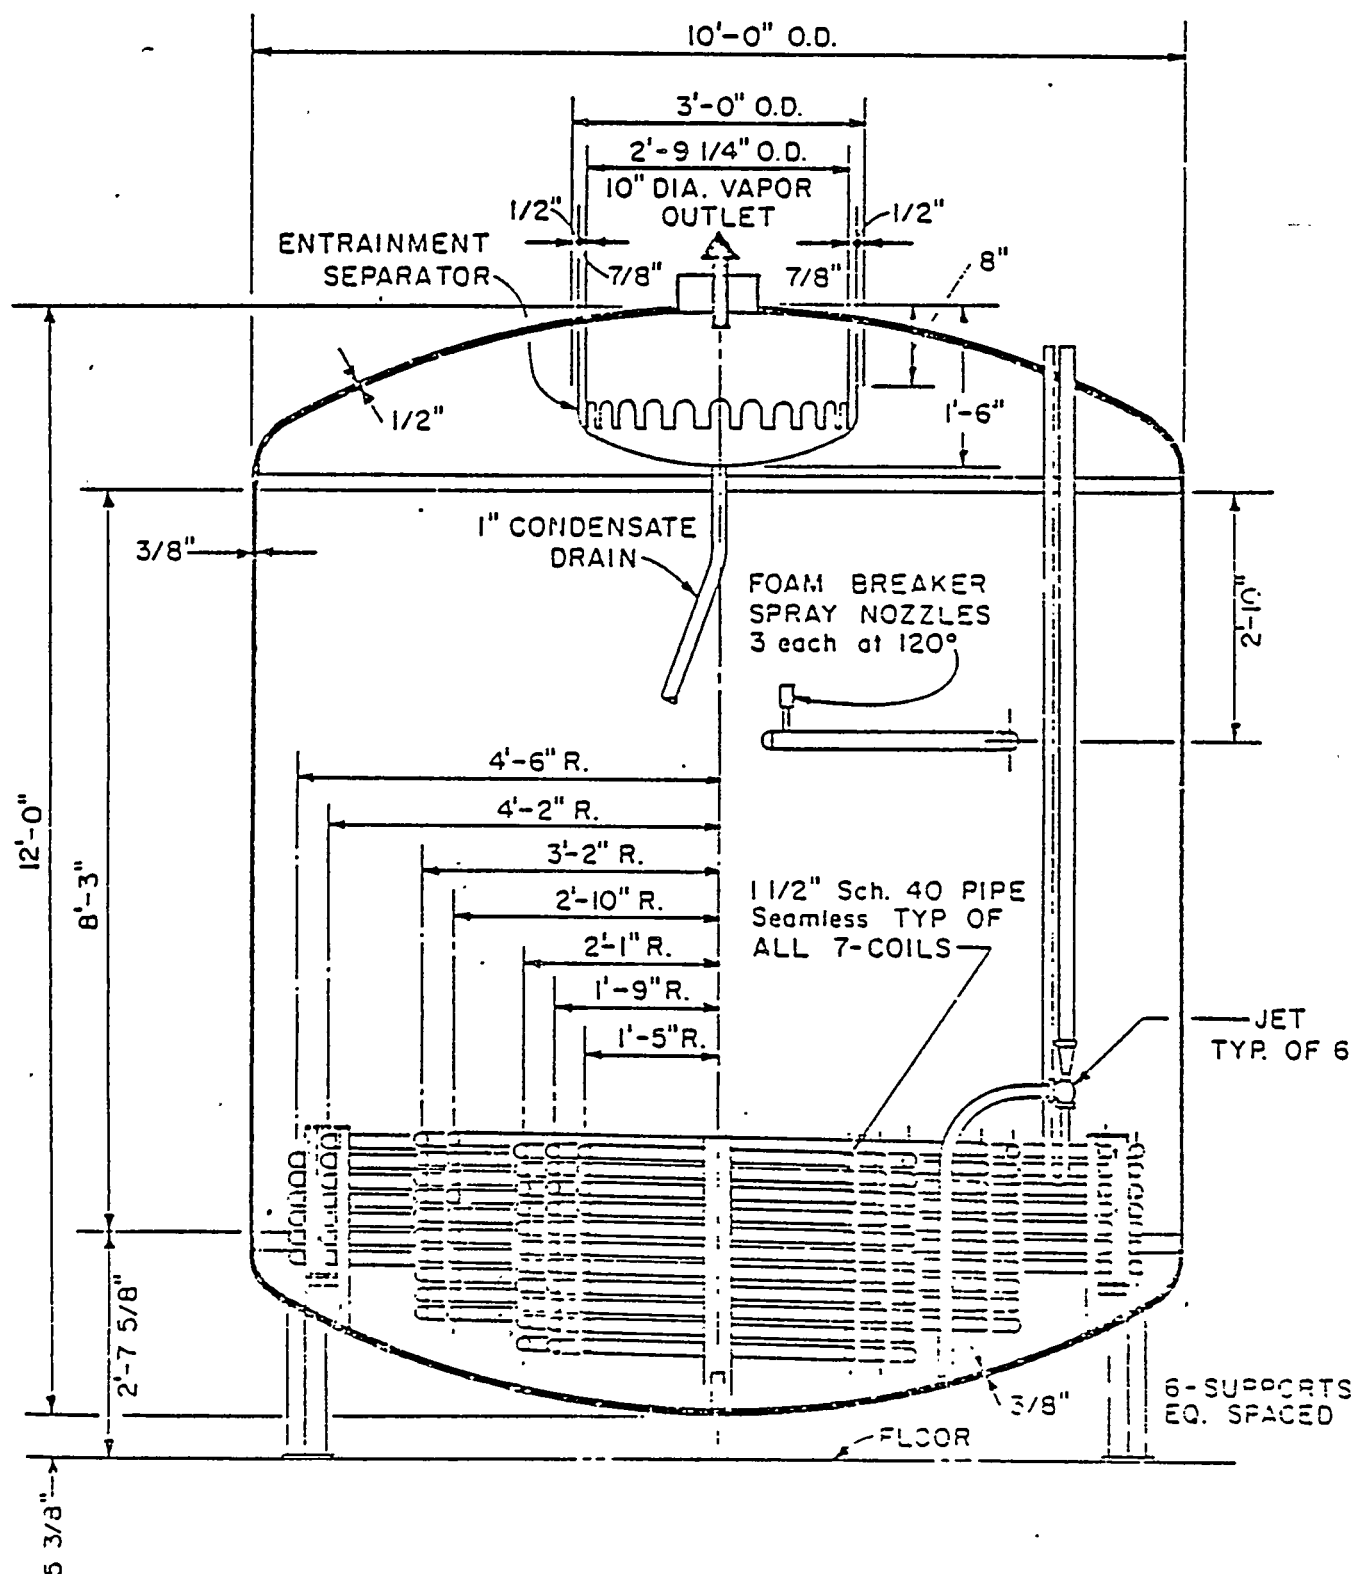 10'-0" O.D.
3'-0" O.D.
2'-9 1/4" O.D.
10" DIA. VAPOR
OUTLET
1/2"
1/2"
ENTRAINMENT
SEPARATOR
7/8"
7/8"
8"
1/2"
1'-6"
1" CONDENSATE
DRAIN
3/8"
FOAM BREAKER
SPRAY NOZZLES
3 each at 120°
2'-10"
4'-6" R.
4'-2" R.
3'-2" R.
2'-10" R.
2'-1" R.
1'-9" R.
1'-5" R.
12'-0"
8'-3"
1 1/2" Sch. 40 PIPE
Seamless TYP OF
ALL 7-COILS
JET
TYP. OF 6
2'-7 5/8"
3/8"
6-SUPPORTS
EQ. SPACED
FLOOR
5 3/8"